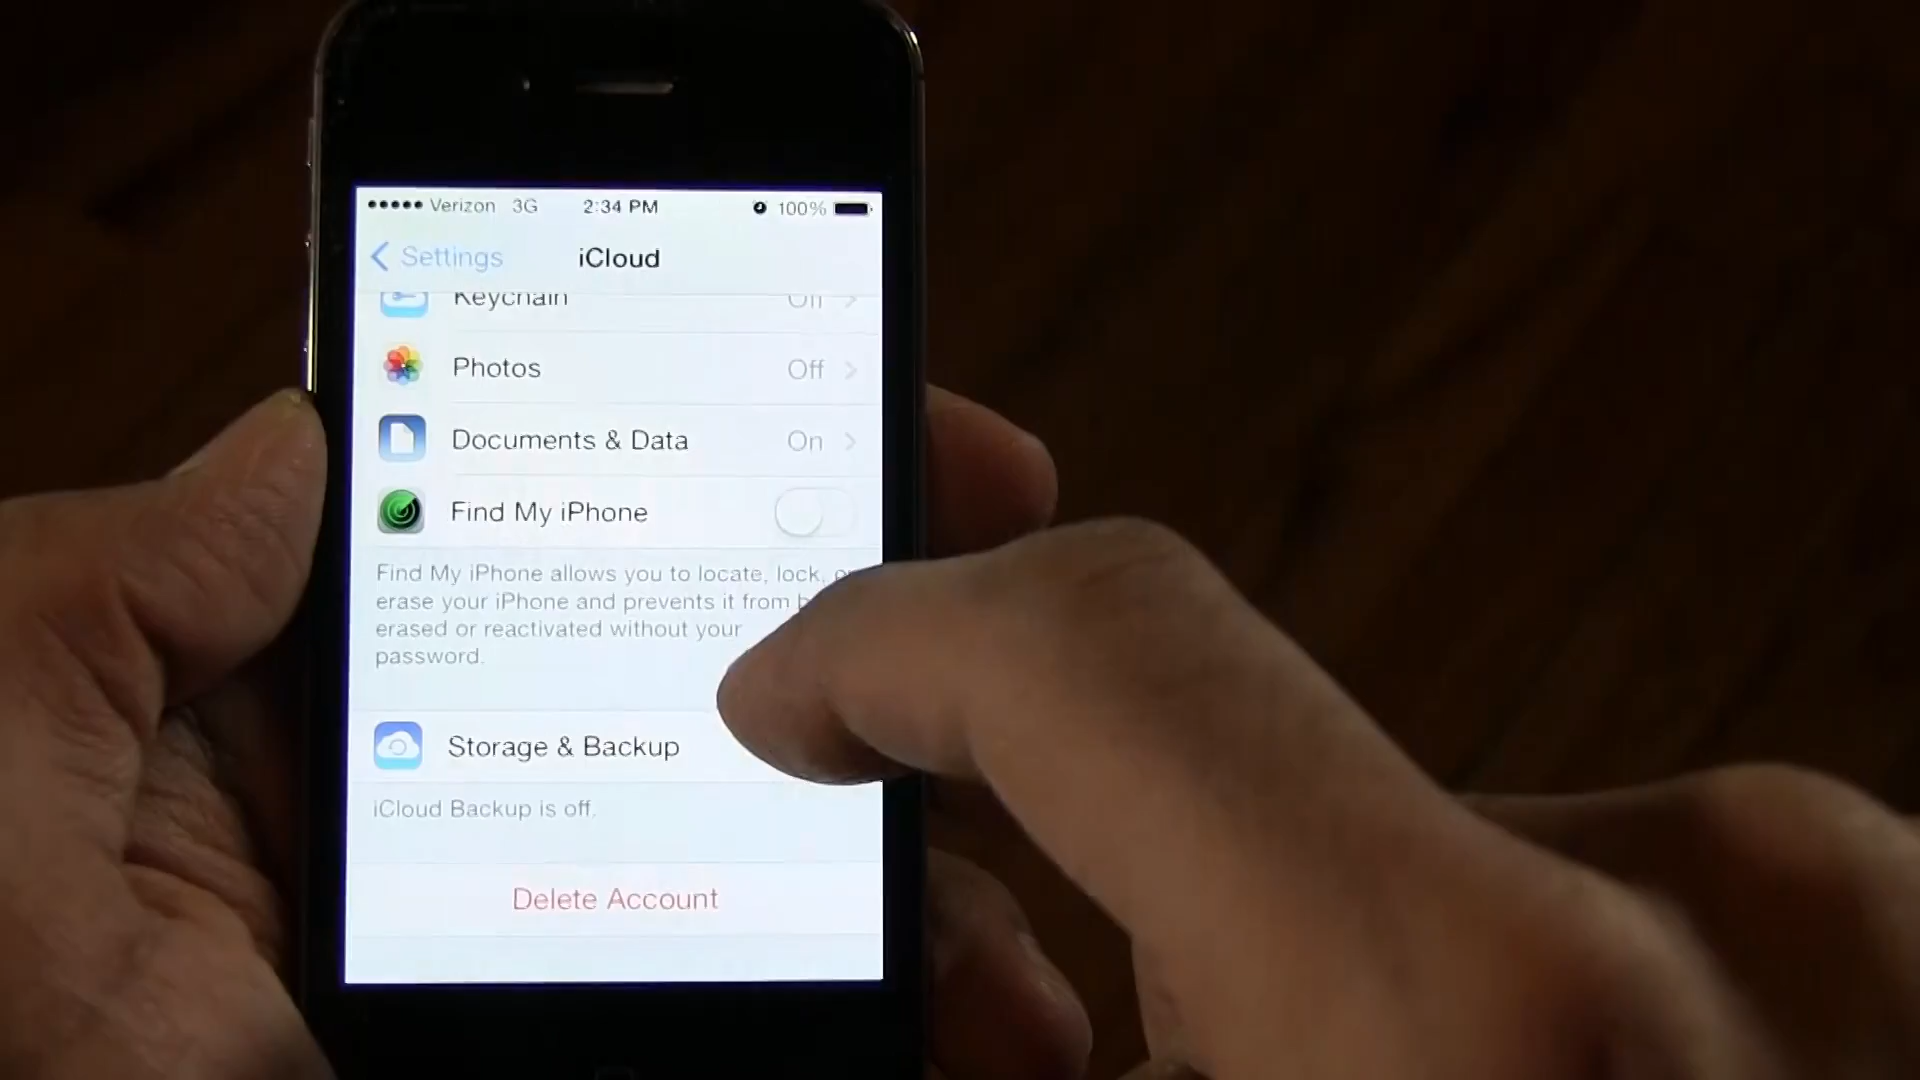 Verizon 3G 2:34 PM 100%
Settings iCloud
Keychain Off
Photos Off
Documents & Data On
Find My iPhone
Find My iPhone allows you to locate, lock,
erase your iPhone and prevents it from
erased or reactivated without your
password.
Storage & Backup
iCloud Backup is off.
Delete Account